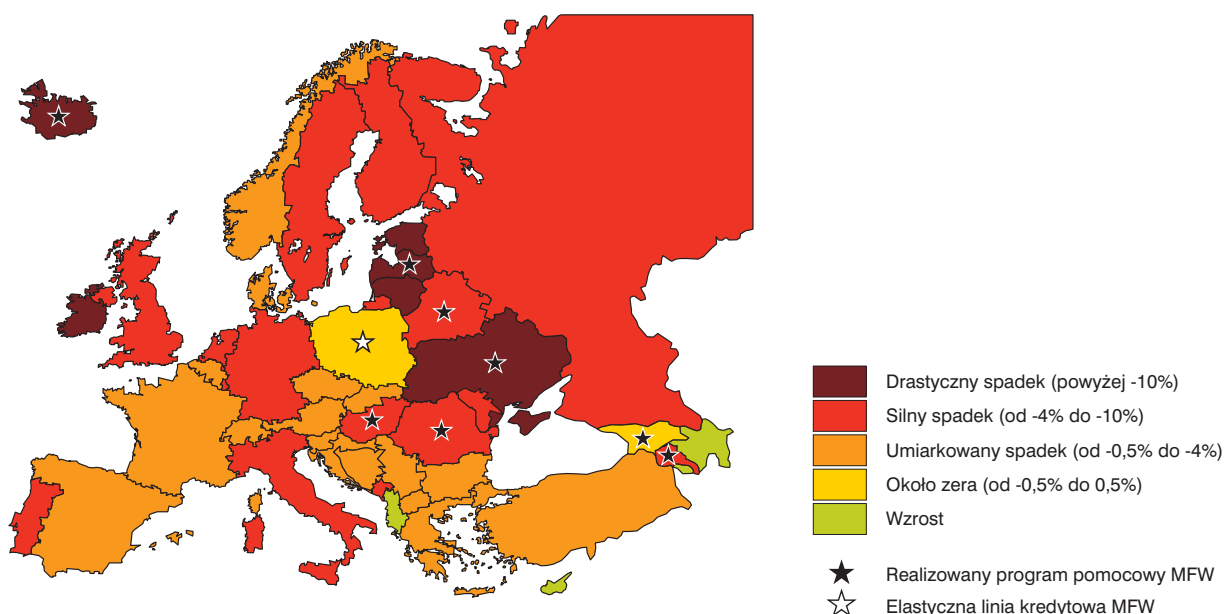 Drastyczny spadek (powyżej -10%)
Silny spadek (od -4% do -10%)
Umiarkowany spadek (od -0,5% do -4%)
Około zera (od -0,5% do 0,5%)
Wzrost
Realizowany program pomocowy MFW
Elastyczna linia kredytowa MFW